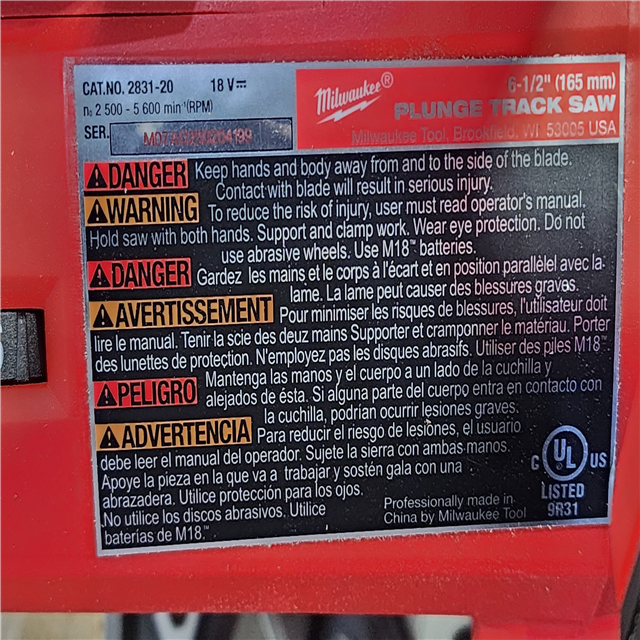 CAT.NO. 2831-20 18 V⎓
n₀ 2 500 - 5 600 min⁻¹(RPM)
SER.
Milwaukee®
6-1/2" (165 mm)
PLUNGE TRACK SAW
Milwaukee Tool, Brookfield, WI 53005 USA
⚠DANGER Keep hands and body away from and to the side of the blade.
Contact with blade will result in serious injury.
⚠WARNING To reduce the risk of injury, user must read operator's manual.
Hold saw with both hands. Support and clamp work. Wear eye protection. Do not
use abrasive wheels. Use M18™ batteries.
⚠DANGER Gardez les mains et le corps à l'écart et en position parallèlel avec la
lame. La lame peut causer des blessures graves.
⚠AVERTISSEMENT Pour minimiser les risques de blessures, l'utilisateur doit
lire le manual. Tenir la scie des deux mains Supporter et cramponner le matériau. Porter
des lunettes de protection. N'employez pas les disques abrasifs. Utiliser des piles M18™
⚠PELIGRO Mantenga las manos y el cuerpo a un lado de la cuchilla y
alejados de ésta. Si alguna parte del cuerpo entra en contacto con
la cuchilla, podrían ocurrir lesiones graves.
⚠ADVERTENCIA Para reducir el riesgo de lesiones, el usuario
debe leer el manual del operador. Sujete la sierra con ambas manos.
Apoye la pieza en la que va a trabajar y sostén gala con una
abrazadera. Utilice protección para los ojos.
No utilice los discos abrasivos. Utilice
baterías de M18.™
Professionally made in
China by Milwaukee Tool
C UL US
LISTED
9R31